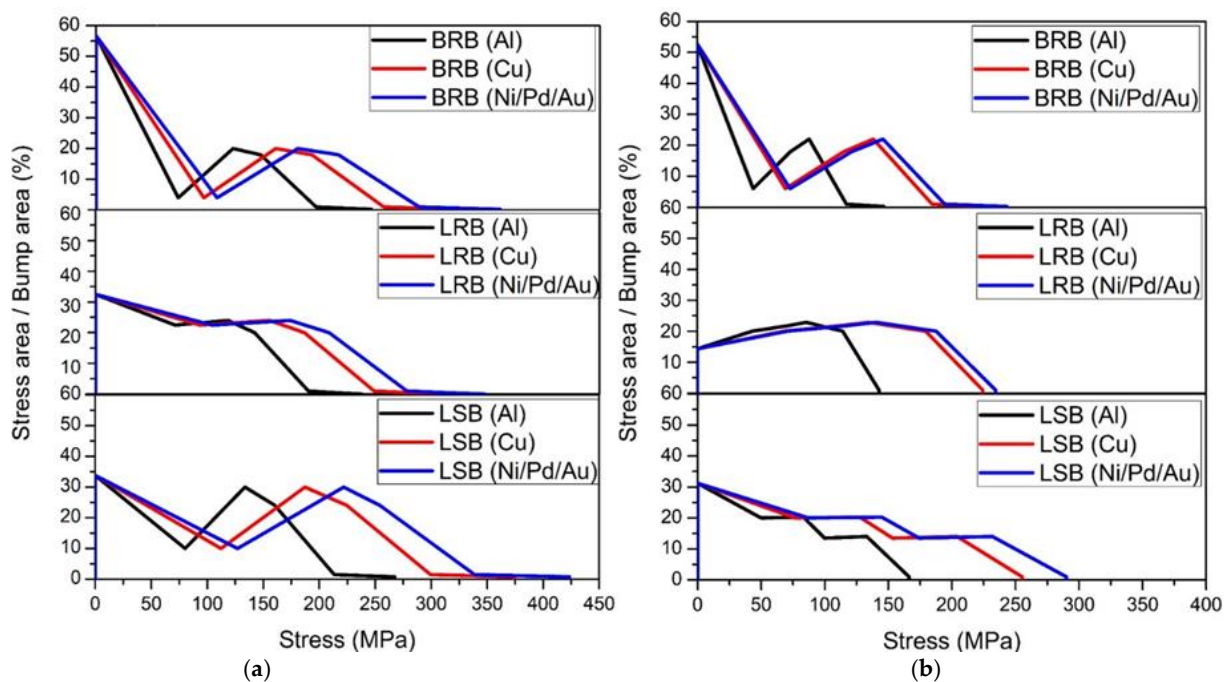 Stress area / Bump area (%)
60
50
40
30
20
10
BRB (Al)
BRB (Cu)
BRB (Ni/Pd/Au)
60
50
40
30
20
10
LRB (Al)
LRB (Cu)
LRB (Ni/Pd/Au)
60
50
40
30
20
10
0
LSB (Al)
LSB (Cu)
LSB (Ni/Pd/Au)
0 50 100 150 200 250 300 350 400 450
Stress (MPa)
(a)
Stress area / Bump area (%)
60
50
40
30
20
10
BRB (Al)
BRB (Cu)
BRB (Ni/Pd/Au)
60
50
40
30
20
10
LRB (Al)
LRB (Cu)
LRB (Ni/Pd/Au)
60
50
40
30
20
10
0
LSB (Al)
LSB (Cu)
LSB (Ni/Pd/Au)
0 50 100 150 200 250 300 350 400
Stress (MPa)
(b)